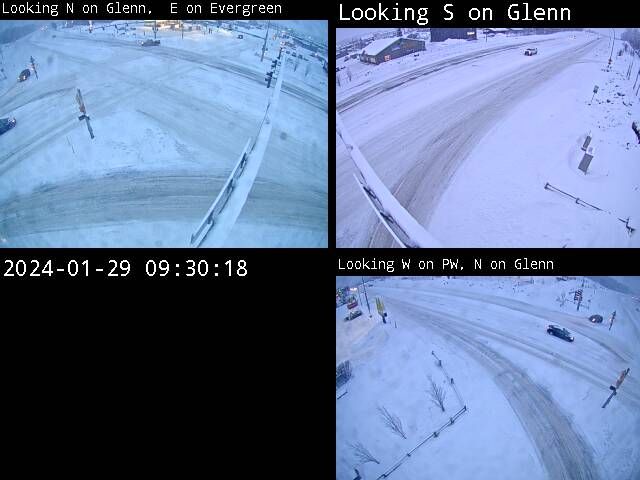 Looking N on Glenn,  E on Evergreen
Looking S on Glenn
2024-01-29 09:30:18
Looking W on PW, N on Glenn